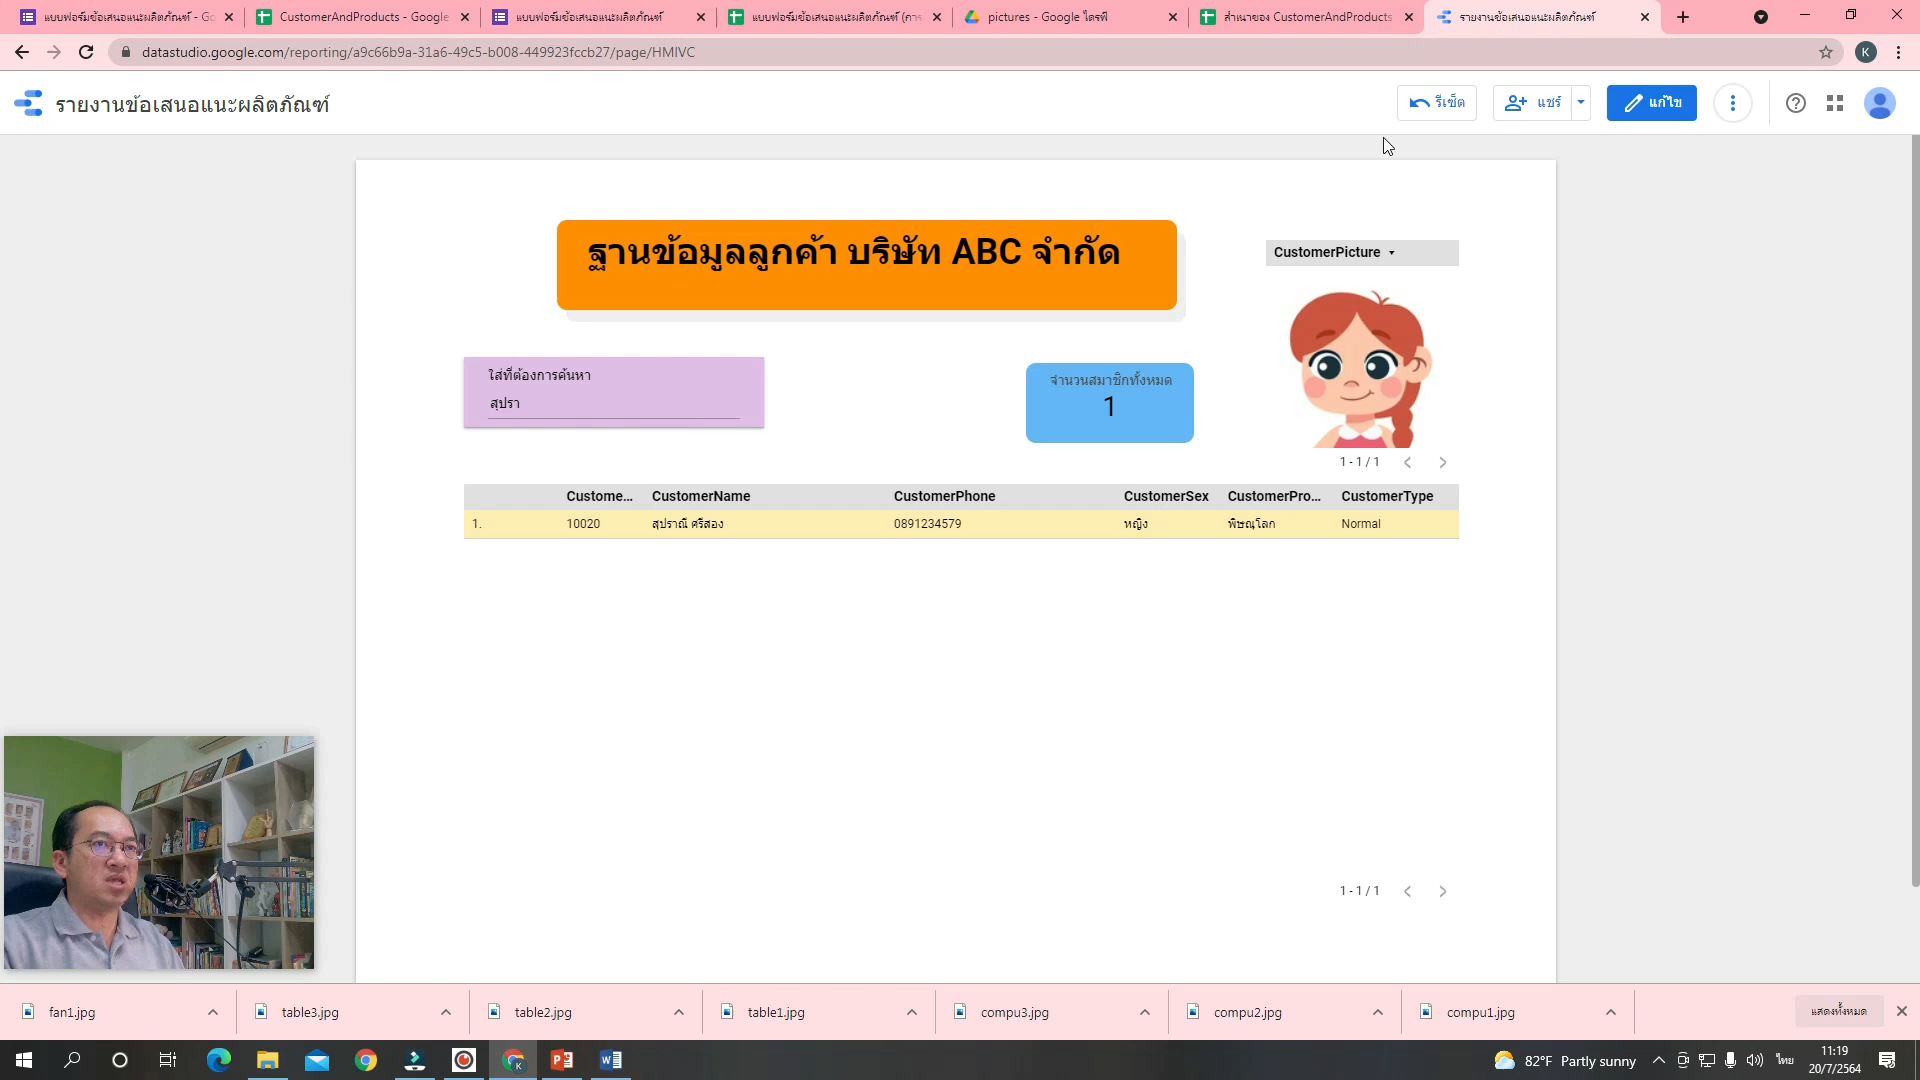 แบบฟอร์มข้อเสนอแนะผลิตภัณฑ์ - Go
CustomerAndProducts - Google
แบบฟอร์มข้อเสนอแนะผลิตภัณฑ์
แบบฟอร์มข้อเสนอแนะผลิตภัณฑ์ (การ
pictures - Google ไดรฟ์
สำเนาของ CustomerAndProducts
รายงานข้อเสนอแนะผลิตภัณฑ์
datastudio.google.com/reporting/a9c66b9a-31a6-49c5-b008-449923fccb27/page/HMIVC
K
รายงานข้อเสนอแนะผลิตภัณฑ์
รีเซ็ต
แชร์
แก้ไข
ฐานข้อมูลลูกค้า บริษัท ABC จำกัด
CustomerPicture
ใส่ที่ต้องการค้นหา
สุปรา
จำนวนสมาชิกทั้งหมด
1
1 - 1 / 1
Custome... CustomerName CustomerPhone CustomerSex CustomerPro... CustomerType
1. 10020 สุปราณี ศรีสอง 0891234579 หญิง พิษณุโลก Normal
1 - 1 / 1
fan1.jpg
table3.jpg
table2.jpg
table1.jpg
compu3.jpg
compu2.jpg
compu1.jpg
แสดงทั้งหมด
82°F Partly sunny
ไทย
11:19
20/7/2564